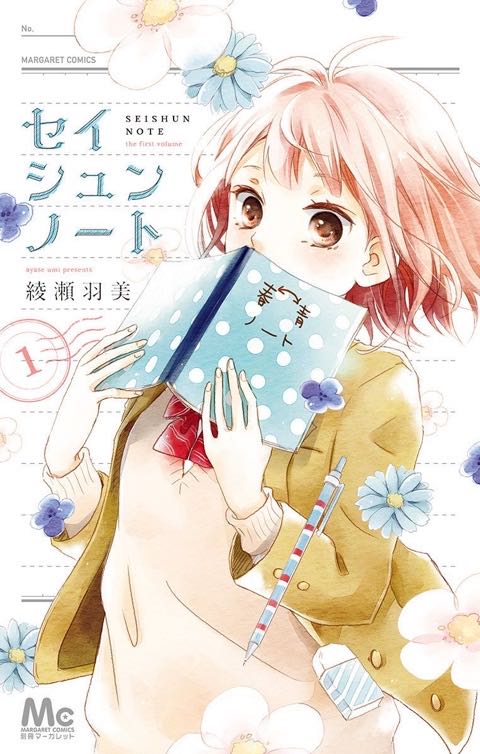 No.
MARGARET COMICS
セイ
シュン
ノート
SEISHUN
NOTE
the first volume
ayase umi presents
綾瀬羽美
1
春青
ノート
Mc
MARGARET COMICS
別冊マーガレット